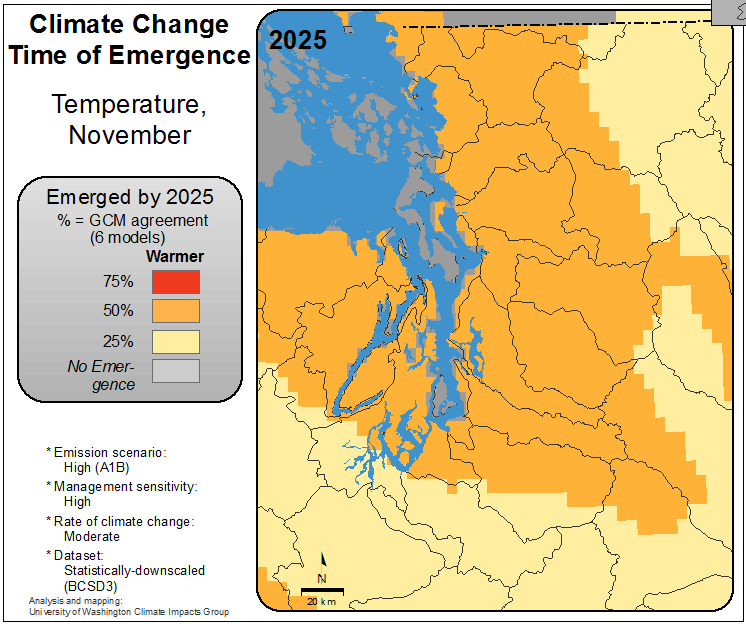 Climate Change
Time of Emergence
Temperature,
November
Emerged by 2025
% = GCM agreement
(6 models)
Warmer
75%
50%
25%
No Emer-
gence
* Emission scenario:
High (A1B)
* Management sensitivity:
High
* Rate of climate change:
Moderate
* Dataset:
Statistically-downscaled
(BCSD3)
Analysis and mapping:
University of Washington Climate Impacts Group
2025
N
20 km